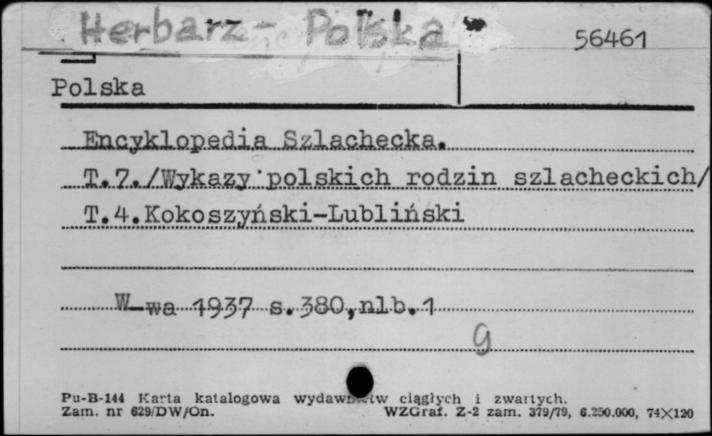 Herbarz - Polska
56461
Polska
Encyklopedia Szlachecka.
T.7./Wykazy polskich rodzin szlacheckich/
T.4.Kokoszyński-Lubliński
W-wa 1937 s.380,nlb.1
g
Pu-B-144 Karta katalogowa ciągłych i zwartych.
Zam. nr 629/DW/On. WZGraf. Z-2 zam. 379/79, 6.250.000, 74×120